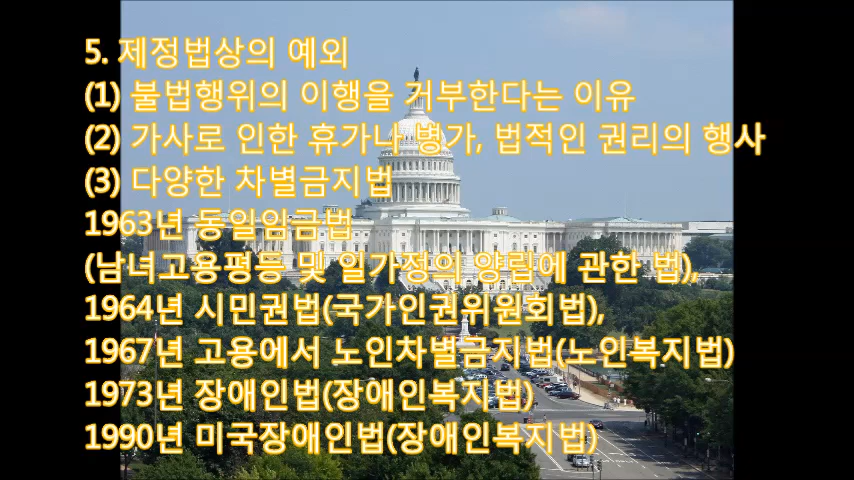 5. 제정법상의 예외
(1) 불법행위의 이행을 거부한다는 이유
(2) 가사로 인한 휴가나 병가, 법적인 권리의 행사
(3) 다양한 차별금지법
1963년 동일임금법
(남녀고용평등 및 일가정의 양립에 관한 법),
1964년 시민권법(국가인권위원회법),
1967년 고용에서 노인차별금지법(노인복지법)
1973년 장애인법(장애인복지법)
1990년 미국장애인법(장애인복지법)